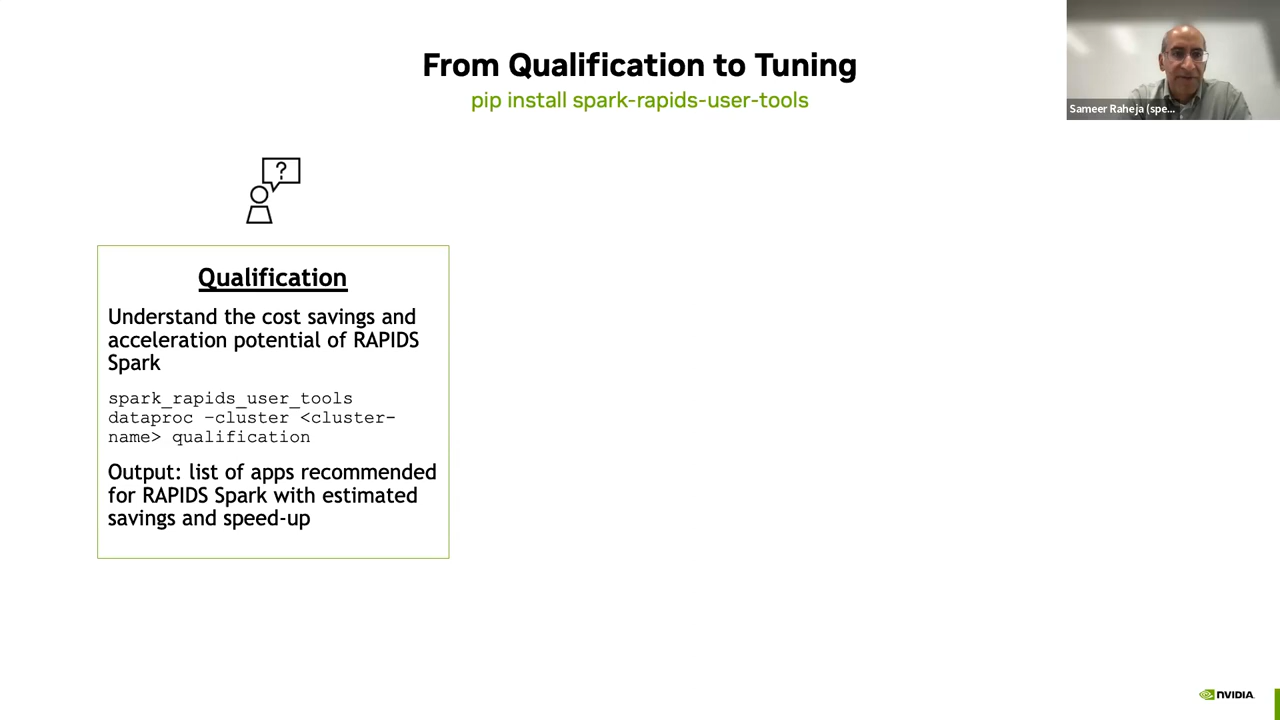 From Qualification to Tuning
pip install spark-rapids-user-tools
Sameer Raheja (spe...
?
Qualification
Understand the cost savings and
acceleration potential of RAPIDS
Spark
spark_rapids_user_tools
dataproc –cluster <cluster-
name> qualification
Output: list of apps recommended
for RAPIDS Spark with estimated
savings and speed-up
NVIDIA.